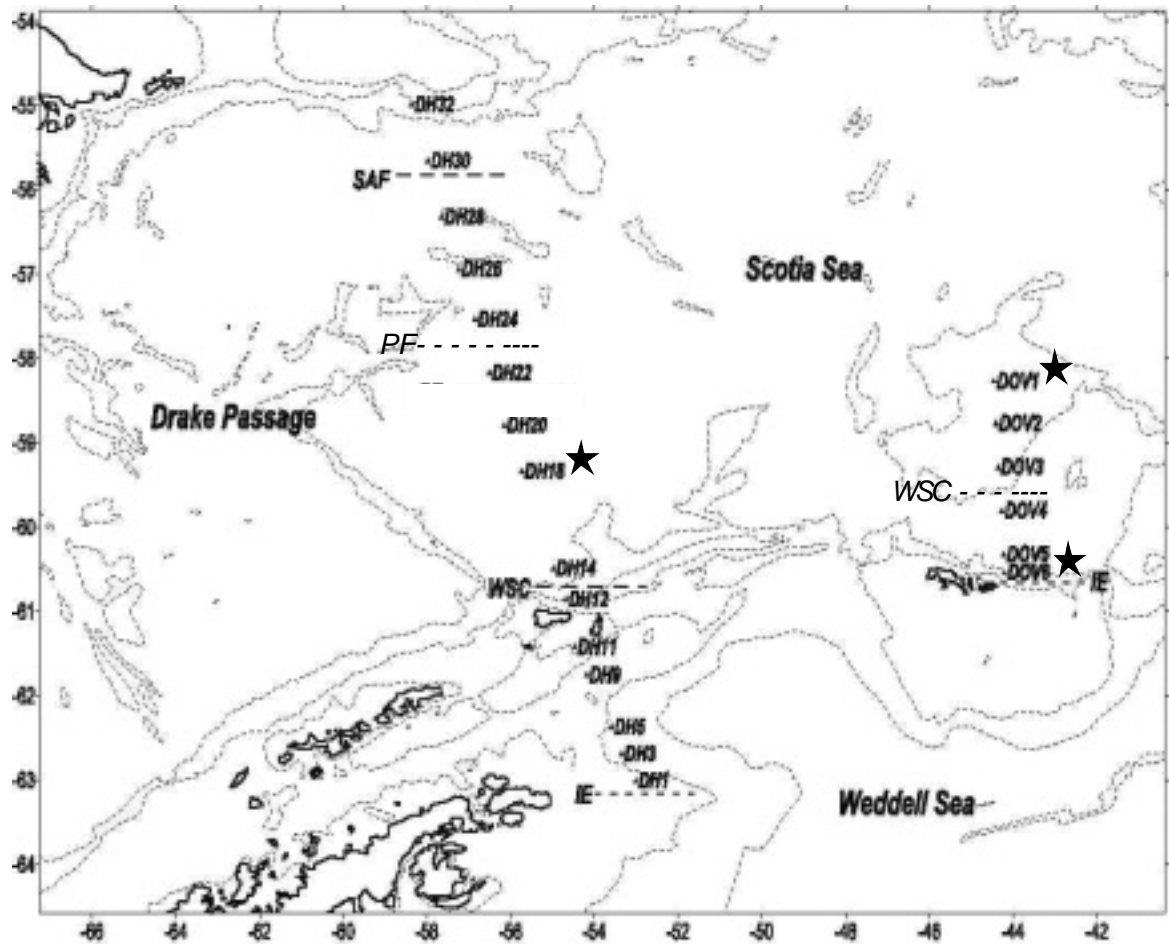 -54
-55
-56
-57
-58
-59
-60
-61
-62
-63
-64
DH32
DH30
SAF
DH28
DH26
Scotia Sea
DH24
PF
DH22
DOV1
Drake Passage
DH20
DOV2
DH18
DOV3
WSC
DOV4
DH14
DOV5
DOV6
IE
WSC
DH12
DH11
DH9
DH5
DH3
DH1
IE
Weddell Sea
-66 -64 -62 -60 -58 -56 -54 -52 -50 -48 -46 -44 -42